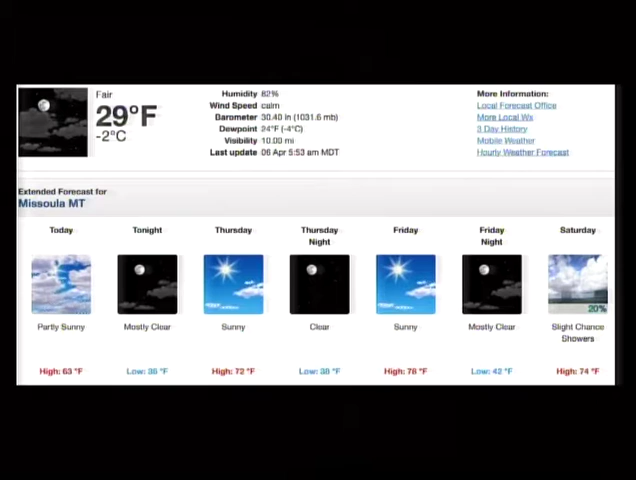 Fair
29°F
-2°C
Humidity 82%
Wind Speed calm
Barometer 30.40 in (1031.6 mb)
Dewpoint 24°F (-4°C)
Visibility 10.00 mi
Last update 06 Apr 5:53 am MDT
More Information:
Local Forecast Office
More Local Wx
3 Day History
Mobile Weather
Hourly Weather Forecast
Extended Forecast for
Missoula MT
Today
Tonight
Thursday
Thursday
Night
Friday
Friday
Night
Saturday
20%
Partly Sunny
Mostly Clear
Sunny
Clear
Sunny
Mostly Clear
Slight Chance
Showers
High: 63 °F
Low: 35 °F
High: 72 °F
Low: 38 °F
High: 78 °F
Low: 42 °F
High: 74 °F